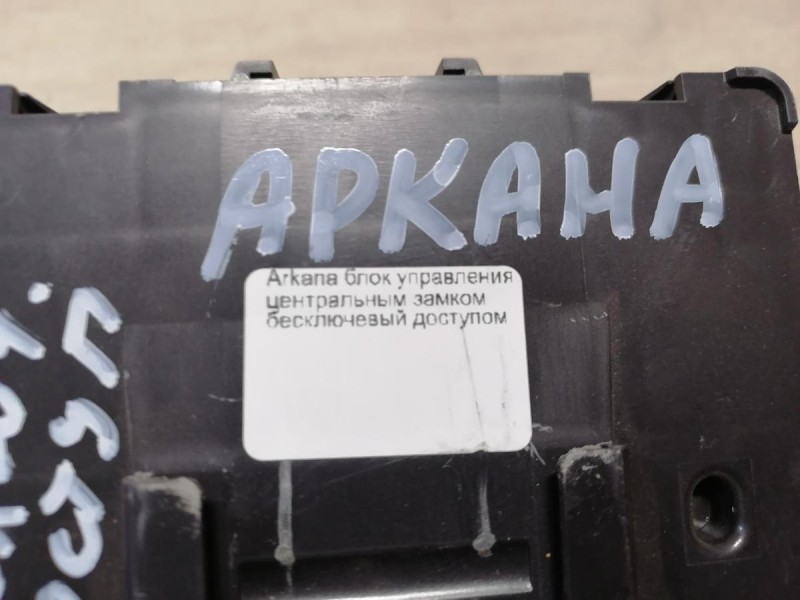 АРКАНА
Arkana блок управления
центральным замком
бесключевый доступом